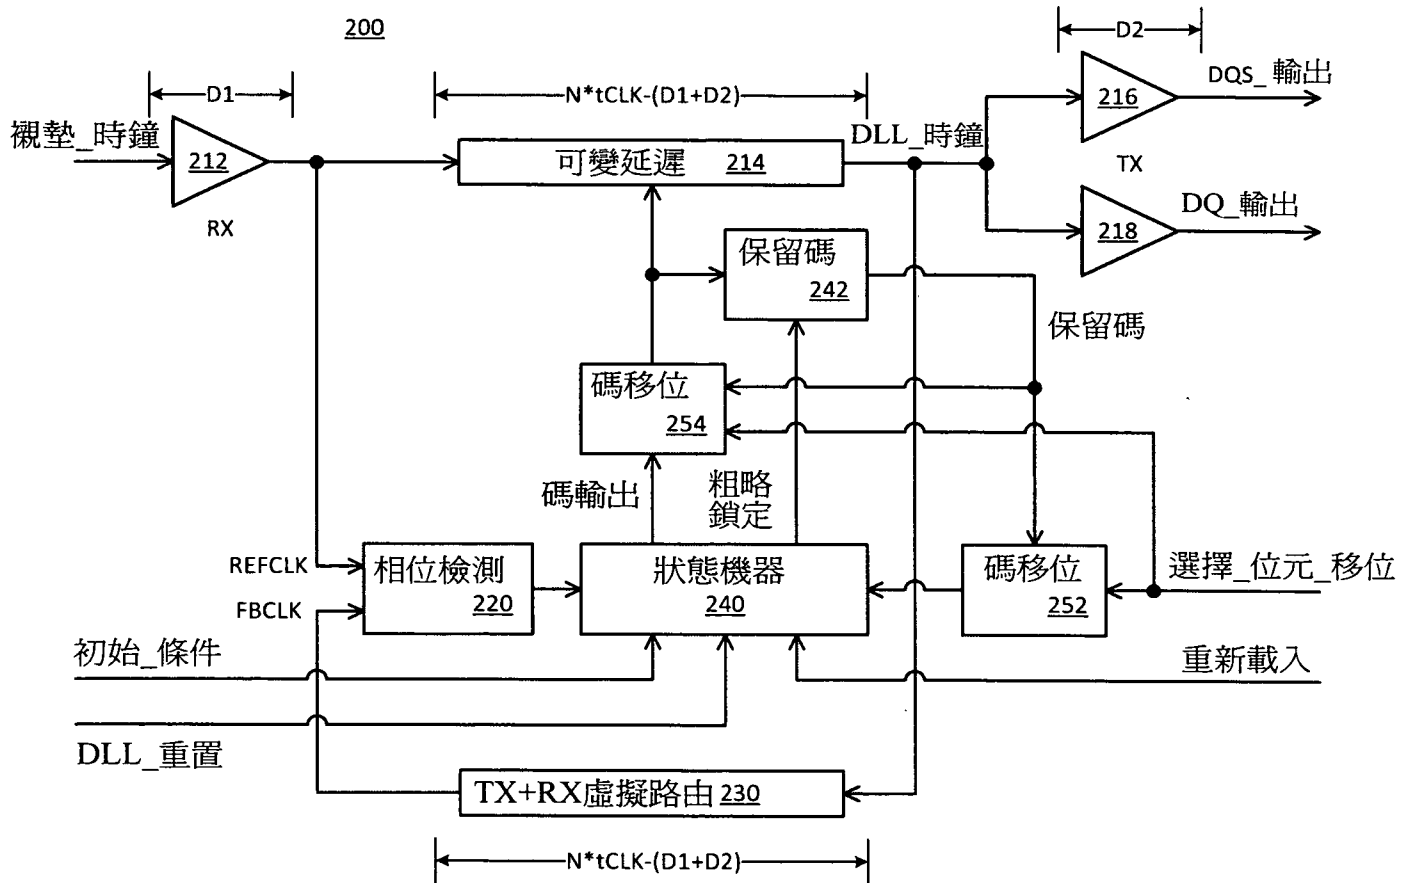 200
D1
N*tCLK-(D1+D2)
D2
襯墊_時鐘
212
RX
可變延遲 214
DLL_時鐘
216
DQS_輸出
TX
218
DQ_輸出
保留碼
242
保留碼
碼移位
254
碼輸出
粗略
鎖定
REFCLK
FBCLK
相位檢測
220
狀態機器
240
碼移位
252
選擇_位元_移位
初始_條件
重新載入
DLL_重置
TX+RX虛擬路由 230
N*tCLK-(D1+D2)